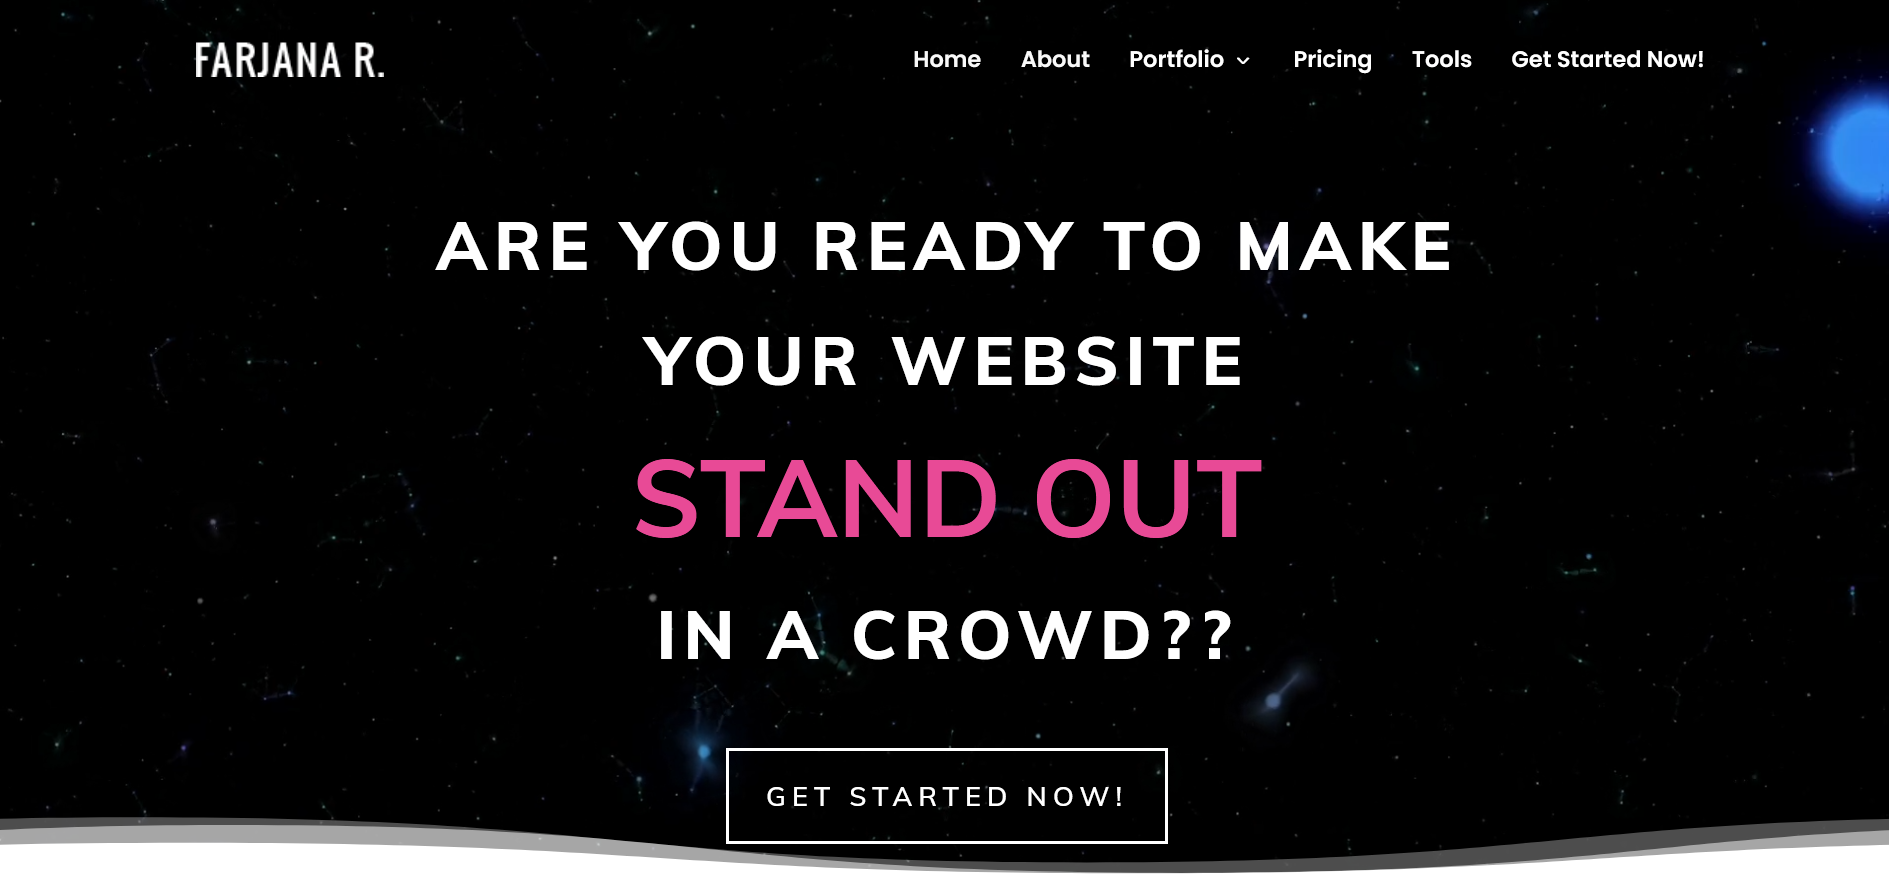 FARJANA R.
Home About Portfolio Pricing Tools Get Started Now!
ARE YOU READY TO MAKE
YOUR WEBSITE
STAND OUT
IN A CROWD??
GET STARTED NOW!